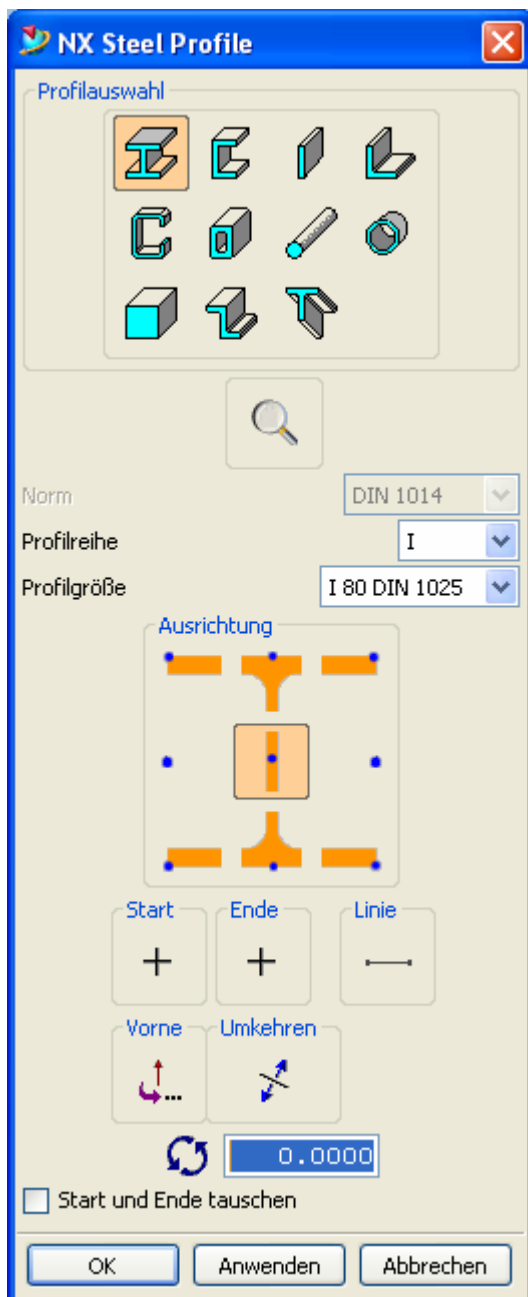 NX Steel Profile
Profilauswahl
Norm DIN 1014
Profilreihe I
Profilgröße I 80 DIN 1025
Ausrichtung
Start Ende Linie
Vorne Umkehren
...
0.0000
Start und Ende tauschen
OK Anwenden Abbrechen